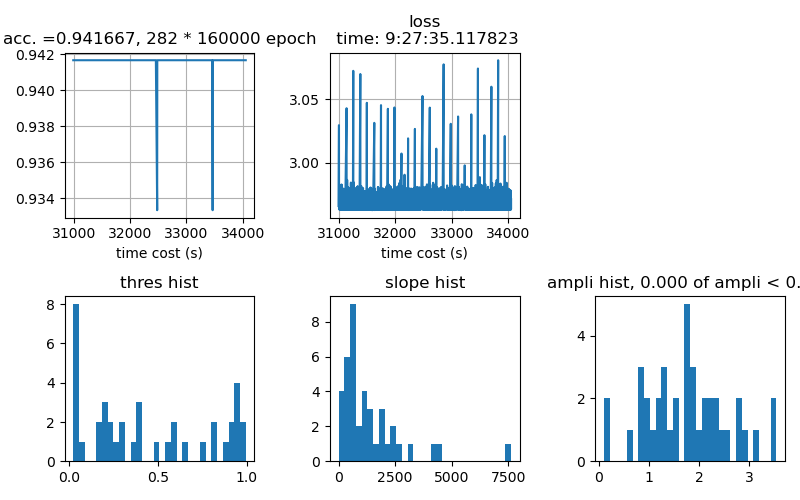 acc. =0.941667, 282 * 160000 epoch
loss
time: 9:27:35.117823
0.942
0.940
0.938
0.936
0.934
31000 32000 33000 34000
time cost (s)
3.05
3.00
31000 32000 33000 34000
time cost (s)
thres hist
8
6
4
2
0
0.0 0.5 1.0
slope hist
8
6
4
2
0
0 2500 5000 7500
ampli hist, 0.000 of ampli < 0.
4
2
0
0 1 2 3